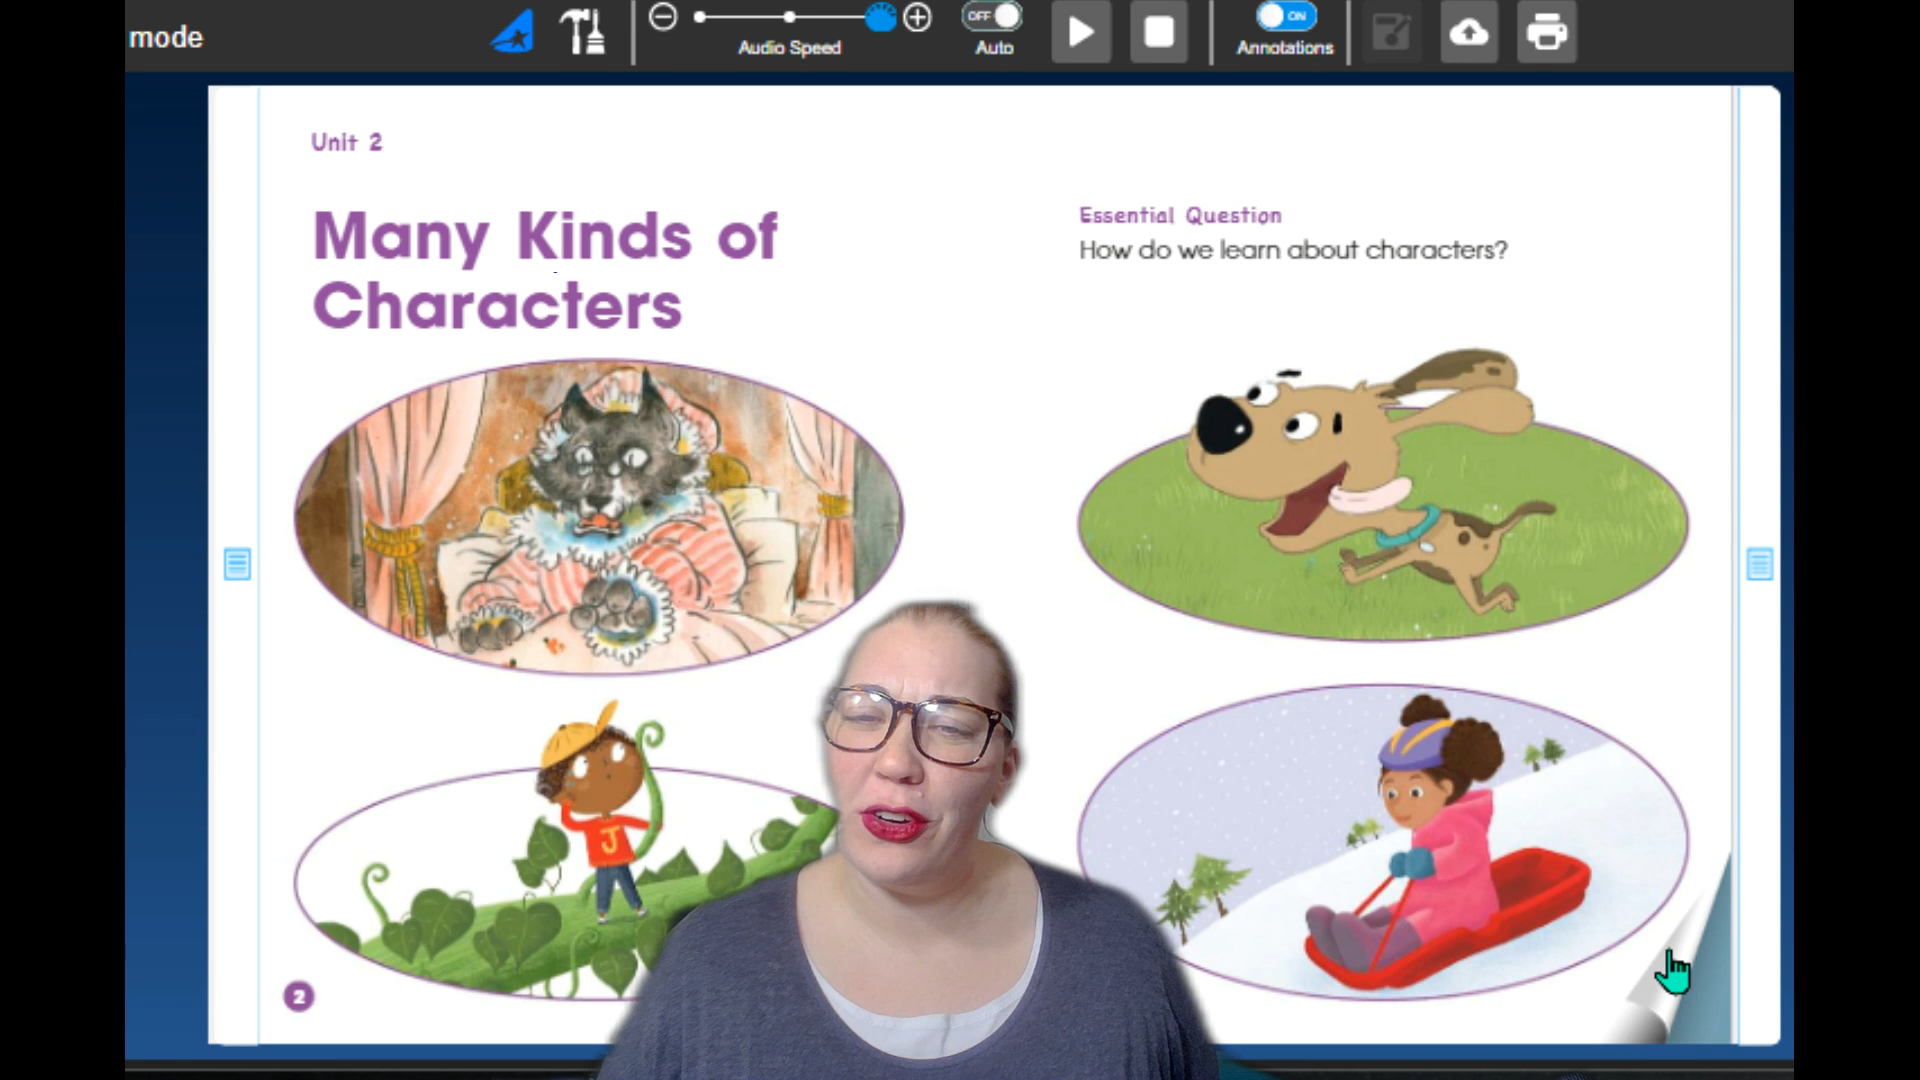 mode
Audio Speed
OFF
Auto
ON
Annotations
Unit 2
Many Kinds of
Characters
Essential Question
How do we learn about characters?
J
2